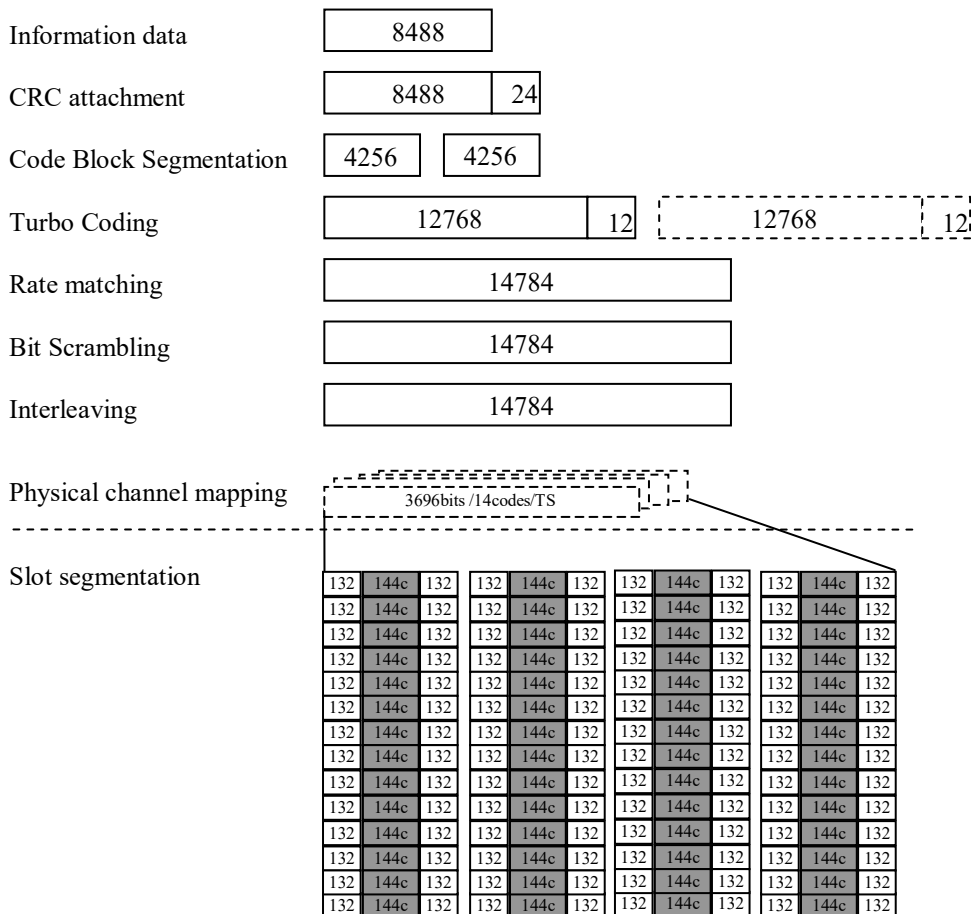 Information data 8488
CRC attachment 8488 24
Code Block Segmentation 4256 4256
Turbo Coding 12768 12 12768 12
Rate matching 14784
Bit Scrambling 14784
Interleaving 14784
Physical channel mapping 3696bits /14codes/TS
Slot segmentation
132 144c 132 132 144c 132 132 144c 132 132 144c 132
132 144c 132 132 144c 132 132 144c 132 132 144c 132
132 144c 132 132 144c 132 132 144c 132 132 144c 132
132 144c 132 132 144c 132 132 144c 132 132 144c 132
132 144c 132 132 144c 132 132 144c 132 132 144c 132
132 144c 132 132 144c 132 132 144c 132 132 144c 132
132 144c 132 132 144c 132 132 144c 132 132 144c 132
132 144c 132 132 144c 132 132 144c 132 132 144c 132
132 144c 132 132 144c 132 132 144c 132 132 144c 132
132 144c 132 132 144c 132 132 144c 132 132 144c 132
132 144c 132 132 144c 132 132 144c 132 132 144c 132
132 144c 132 132 144c 132 132 144c 132 132 144c 132
132 144c 132 132 144c 132 132 144c 132 132 144c 132
132 144c 132 132 144c 132 132 144c 132 132 144c 132